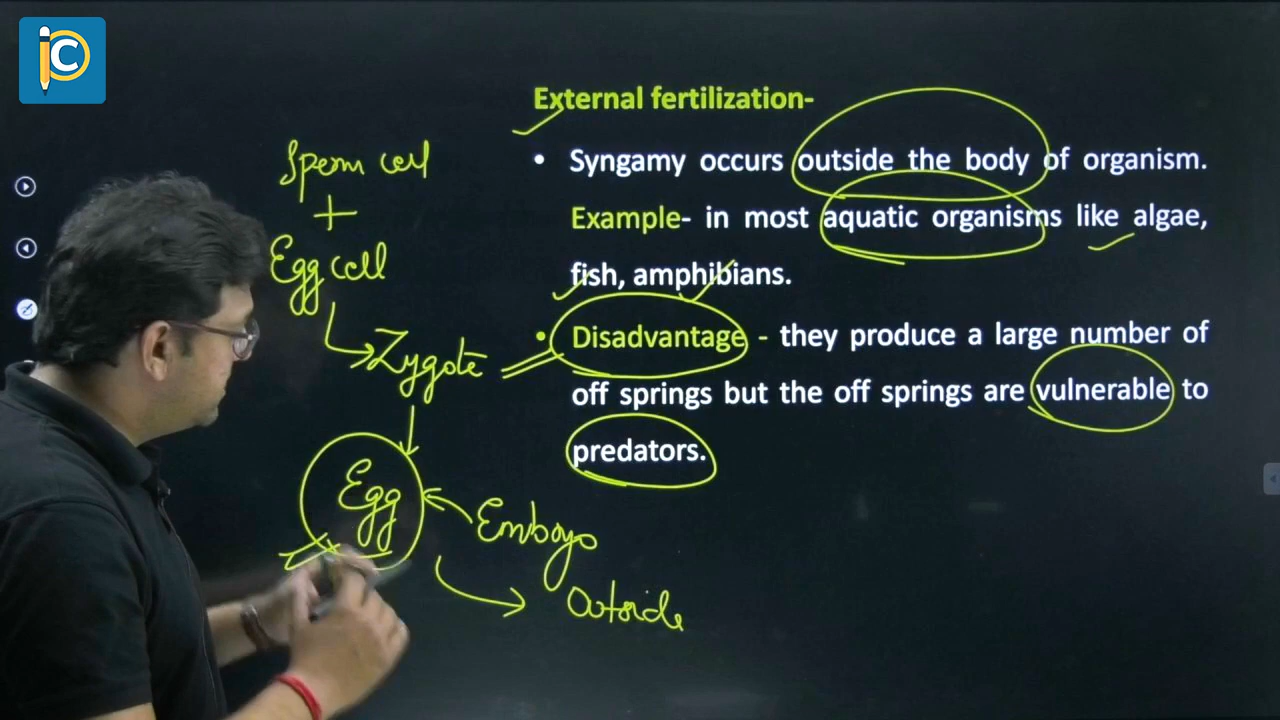 External fertilization-
• Syngamy occurs outside the body of organism.
Example- in most aquatic organisms like algae,
fish, amphibians.
• Disadvantage - they produce a large number of
off springs but the off springs are vulnerable to
predators.
Sperm cell
+
Egg cell
Zygote
Egg
Embryo
Outside
C